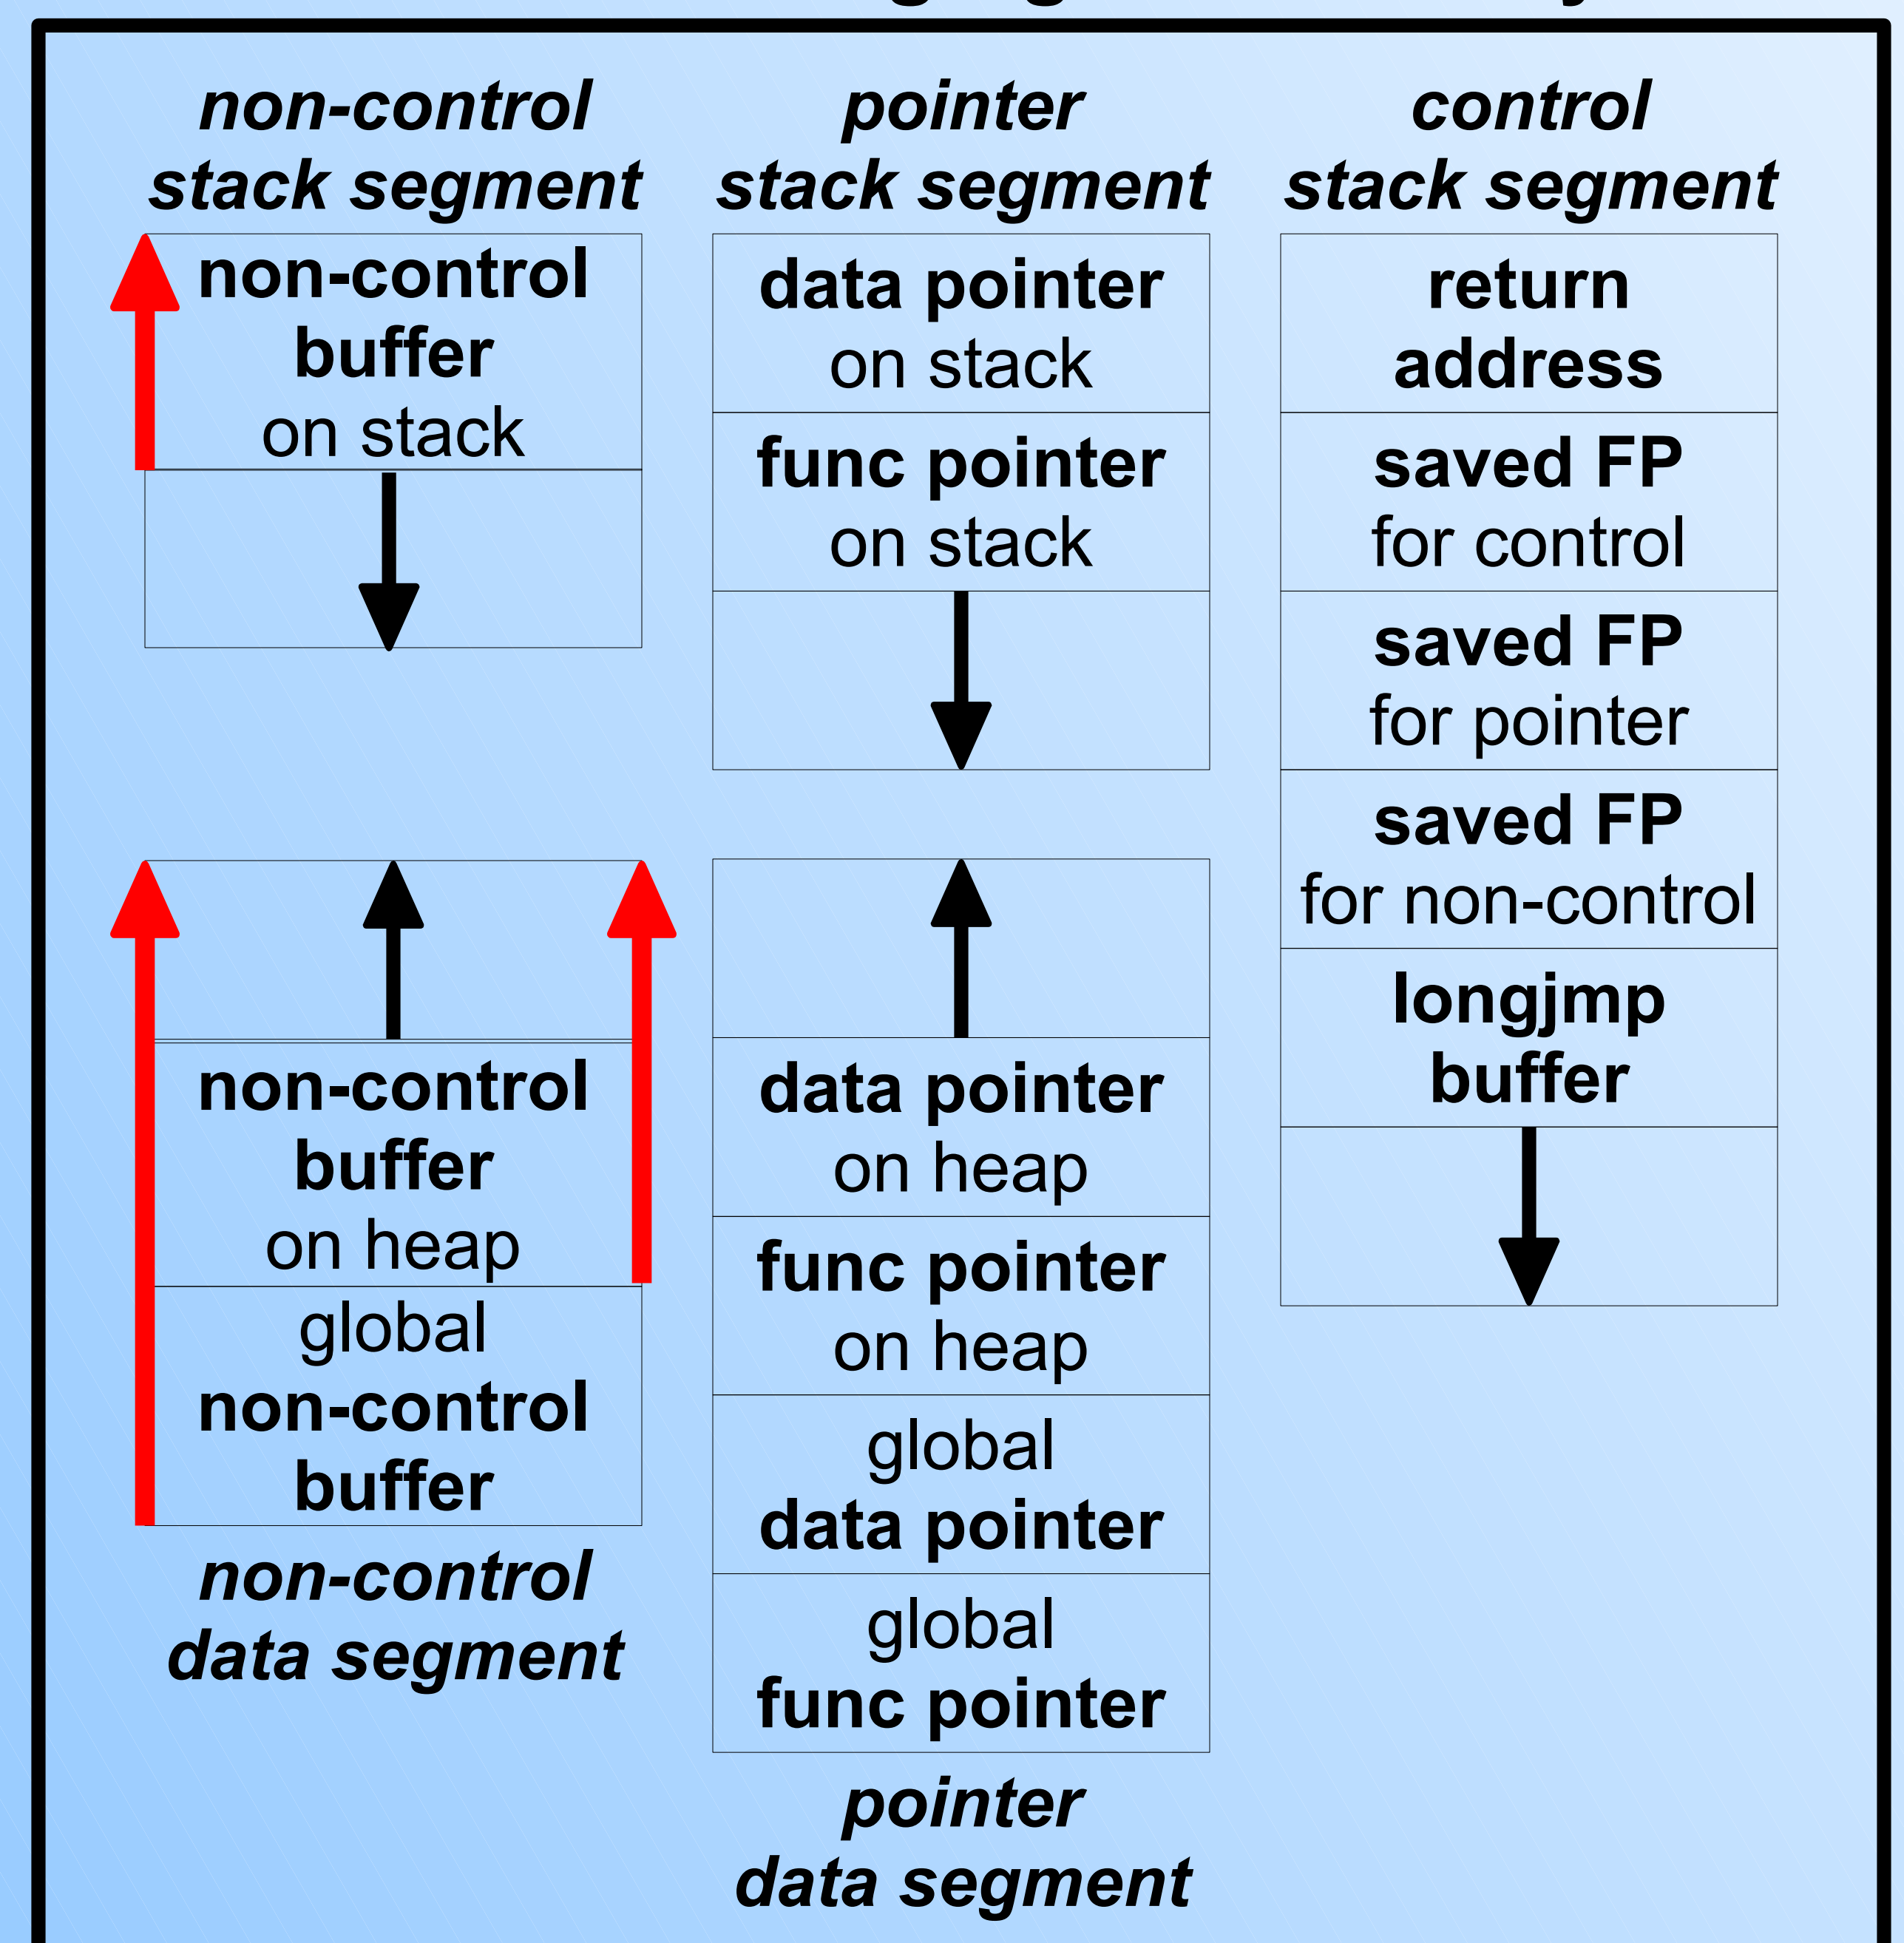 non-control
stack segment
non-control
buffer
on stack
pointer
stack segment
data pointer
on stack
func pointer
on stack
control
stack segment
return
address
saved FP
for control
saved FP
for pointer
saved FP
for non-control
longjmp
buffer
non-control
buffer
on heap
global
non-control
buffer
non-control
data segment
data pointer
on heap
func pointer
on heap
global
data pointer
global
func pointer
pointer
data segment